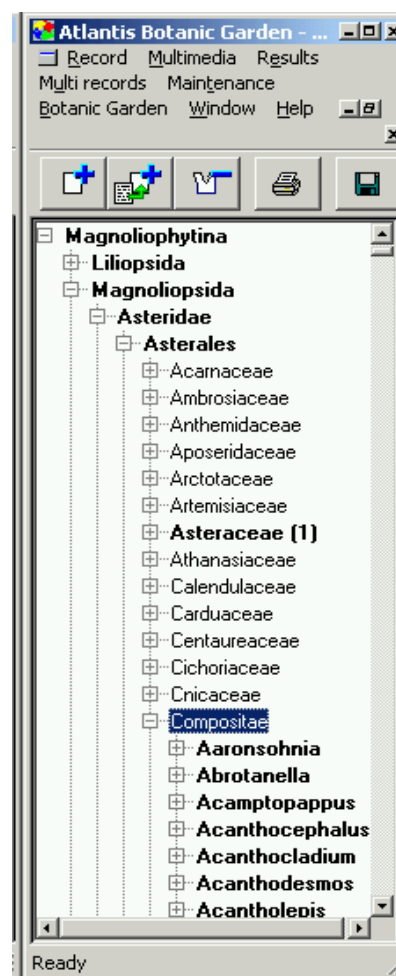 Atlantis Botanic Garden - ...
Record Multimedia Results
Multi records Maintenance
Botanic Garden Window Help
Magnoliophytina
Liliopsida
Magnoliopsida
Asteridae
Asterales
Acarnaceae
Ambrosiaceae
Anthemidaceae
Aposeridaceae
Arctotaceae
Artemisiaceae
Asteraceae (1)
Athanasiaceae
Calendulaceae
Carduaceae
Centaureaceae
Cichoriaceae
Cnicaceae
Compositae
Aaronsohnia
Abrotanella
Acamptopappus
Acanthocephalus
Acanthocladium
Acanthodesmos
Acantholepis
Ready